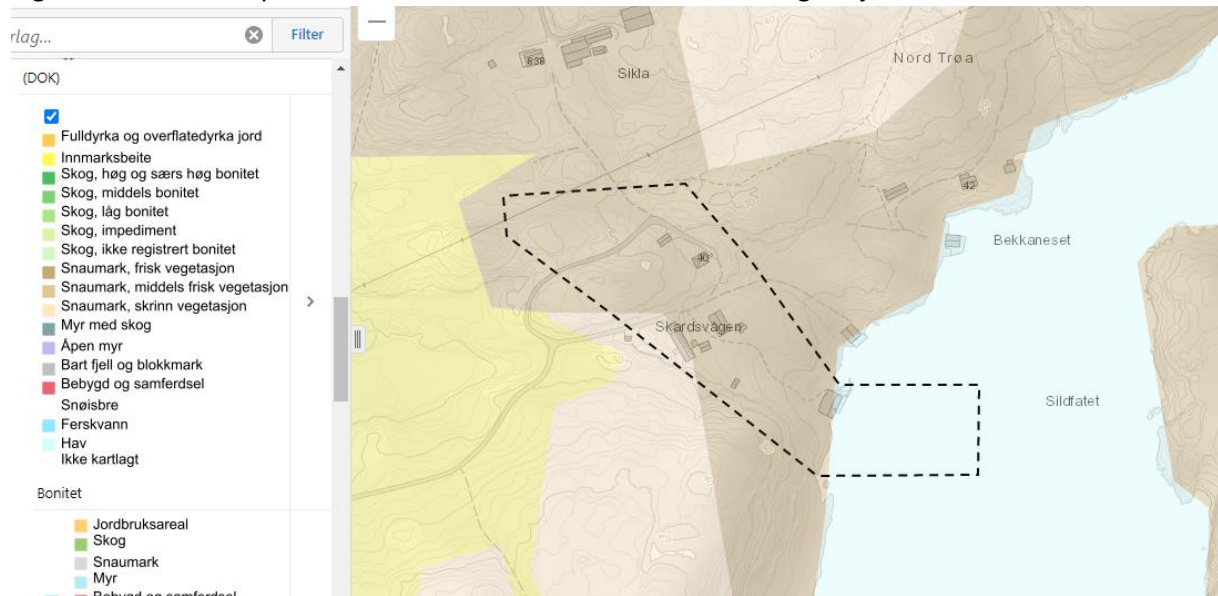 rlag...
Filter
(DOK)
Fulldyrka og overflatedyrka jord
Innmarksbeite
Skog, høg og særs høg bonitet
Skog, middels bonitet
Skog, låg bonitet
Skog, impediment
Skog, ikke registrert bonitet
Snaumark, frisk vegetasjon
Snaumark, middels frisk vegetasjon
Snaumark, skrinn vegetasjon
Myr med skog
Åpen myr
Bart fjell og blokkmark
Bebygd og samferdsel
Snøisbre
Ferskvann
Hav
Ikke kartlagt
Bonitet
Jordbruksareal
Skog
Snaumark
Myr
Bebygd og samferdsel
Sikla
Nord Trøa
42
Bekkaneset
40
Skardsvågen
Sildfatet